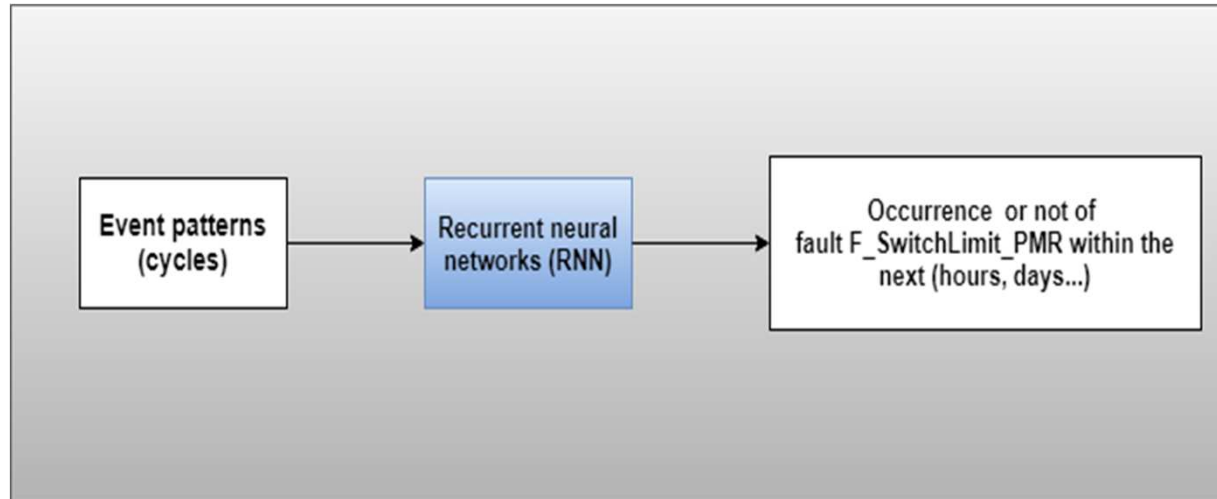 Event patterns
(cycles)
Recurrent neural
networks (RNN)
Occurrence or not of
fault F_SwitchLimit_PMR within the
next (hours, days...)